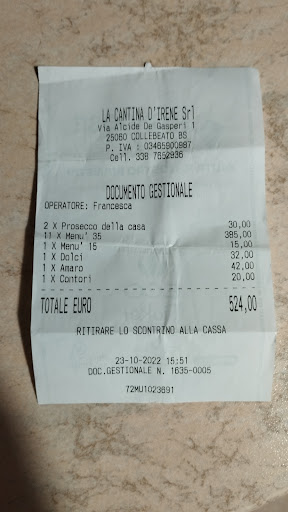 LA CANTINA D'IRENE Srl
Via Alcide De Gasperi 1
25060 COLLEBEATO BS
P. IVA : 03465900987
Cell. 338 7652936
DOCUMENTO GESTIONALE
OPERATORE: Francesca
2 X Prosecco della casa 30,00
11 X Menu' 35 385,00
1 X Menu' 15 15,00
1 X Dolci 32,00
1 X Amaro 42,00
1 X Contori 20,00
TOTALE EURO 524,00
RITIRARE LO SCONTRINO ALLA CASSA
23-10-2022 15:51
DOC.GESTIONALE N. 1635-0005
72MU1023691